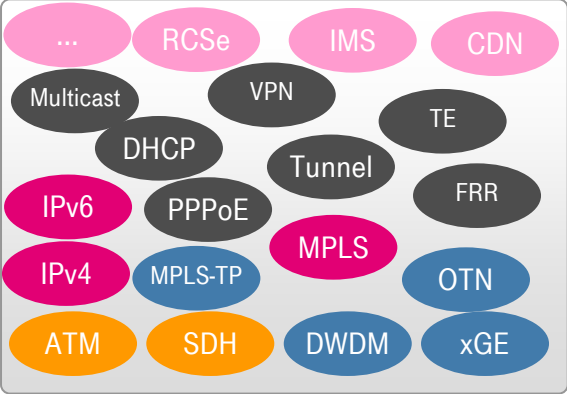 ...
RCSe
IMS
CDN
Multicast
VPN
TE
DHCP
Tunnel
FRR
IPv6
PPPoE
MPLS
IPv4
MPLS-TP
OTN
ATM
SDH
DWDM
xGE